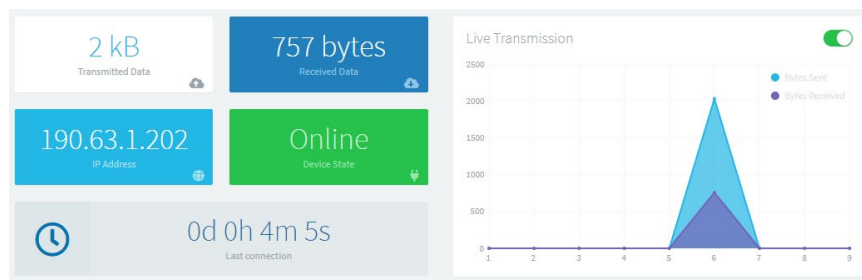 2 kB
Transmitted Data
757 bytes
Received Data
190.63.1.202
IP Address
Online
Device State
0d 0h 4m 5s
Last connection
Live Transmission
Bytes Sent
Bytes Received
2500
2000
1500
1000
500
0
1 2 3 4 5 6 7 8 9